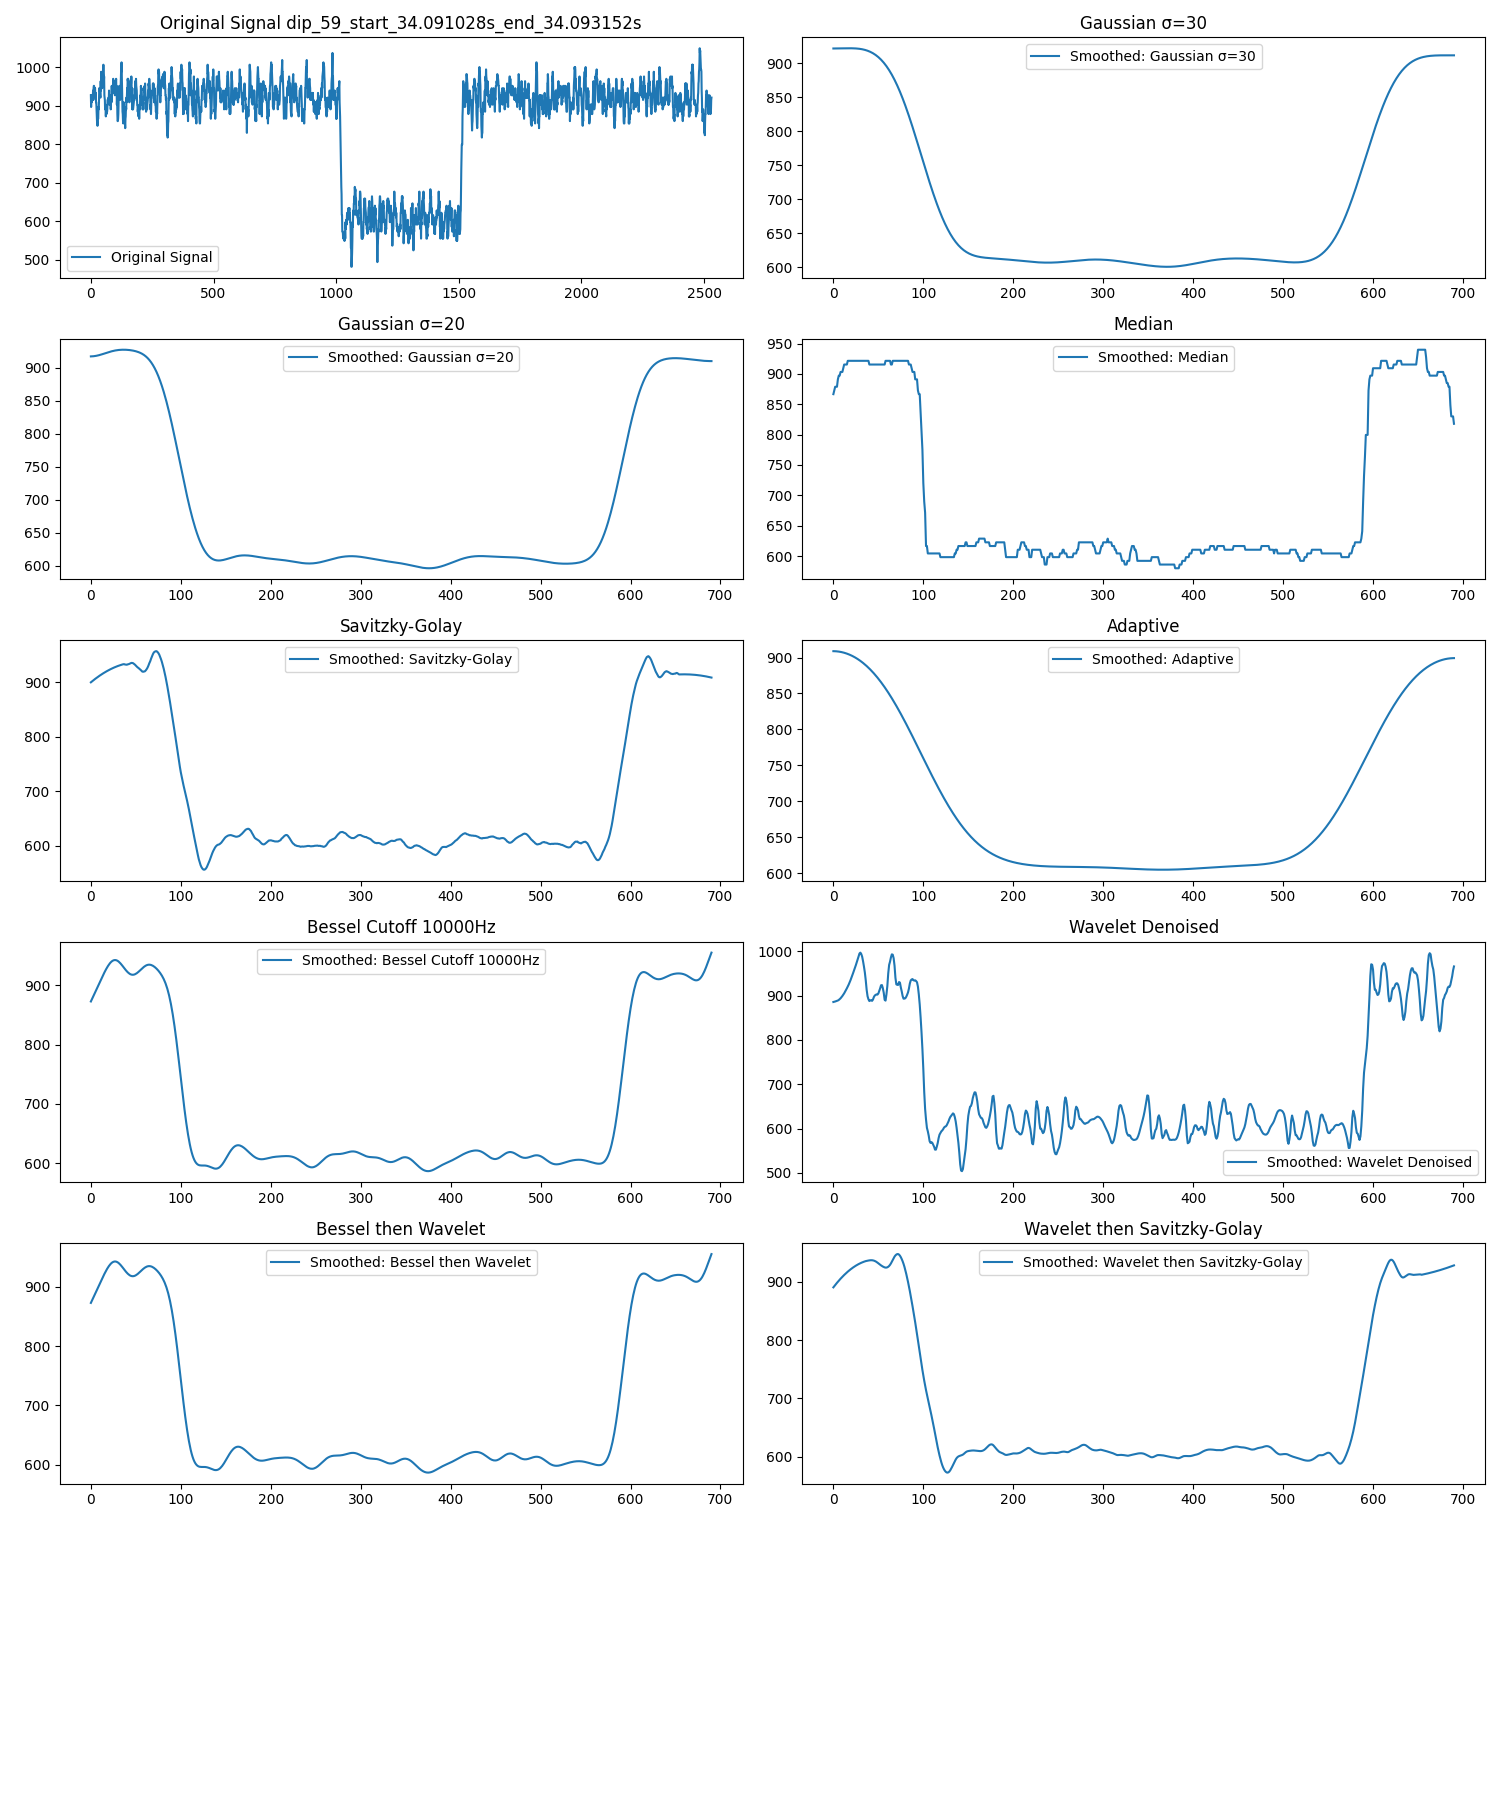 Original Signal dip_59_start_34.091028s_end_34.093152s
1000
900
800
700
600
500
Original Signal
0 500 1000 1500 2000 2500
Gaussian σ=30
900
850
800
750
700
650
600
Smoothed: Gaussian σ=30
0 100 200 300 400 500 600 700
Gaussian σ=20
900
850
800
750
700
650
600
Smoothed: Gaussian σ=20
0 100 200 300 400 500 600 700
Median
950
900
850
800
750
700
650
600
Smoothed: Median
0 100 200 300 400 500 600 700
Savitzky-Golay
900
800
700
600
Smoothed: Savitzky-Golay
0 100 200 300 400 500 600 700
Adaptive
900
850
800
750
700
650
600
Smoothed: Adaptive
0 100 200 300 400 500 600 700
Bessel Cutoff 10000Hz
900
800
700
600
Smoothed: Bessel Cutoff 10000Hz
0 100 200 300 400 500 600 700
Wavelet Denoised
1000
900
800
700
600
500
Smoothed: Wavelet Denoised
0 100 200 300 400 500 600 700
Bessel then Wavelet
900
800
700
600
Smoothed: Bessel then Wavelet
0 100 200 300 400 500 600 700
Wavelet then Savitzky-Golay
900
800
700
600
Smoothed: Wavelet then Savitzky-Golay
0 100 200 300 400 500 600 700